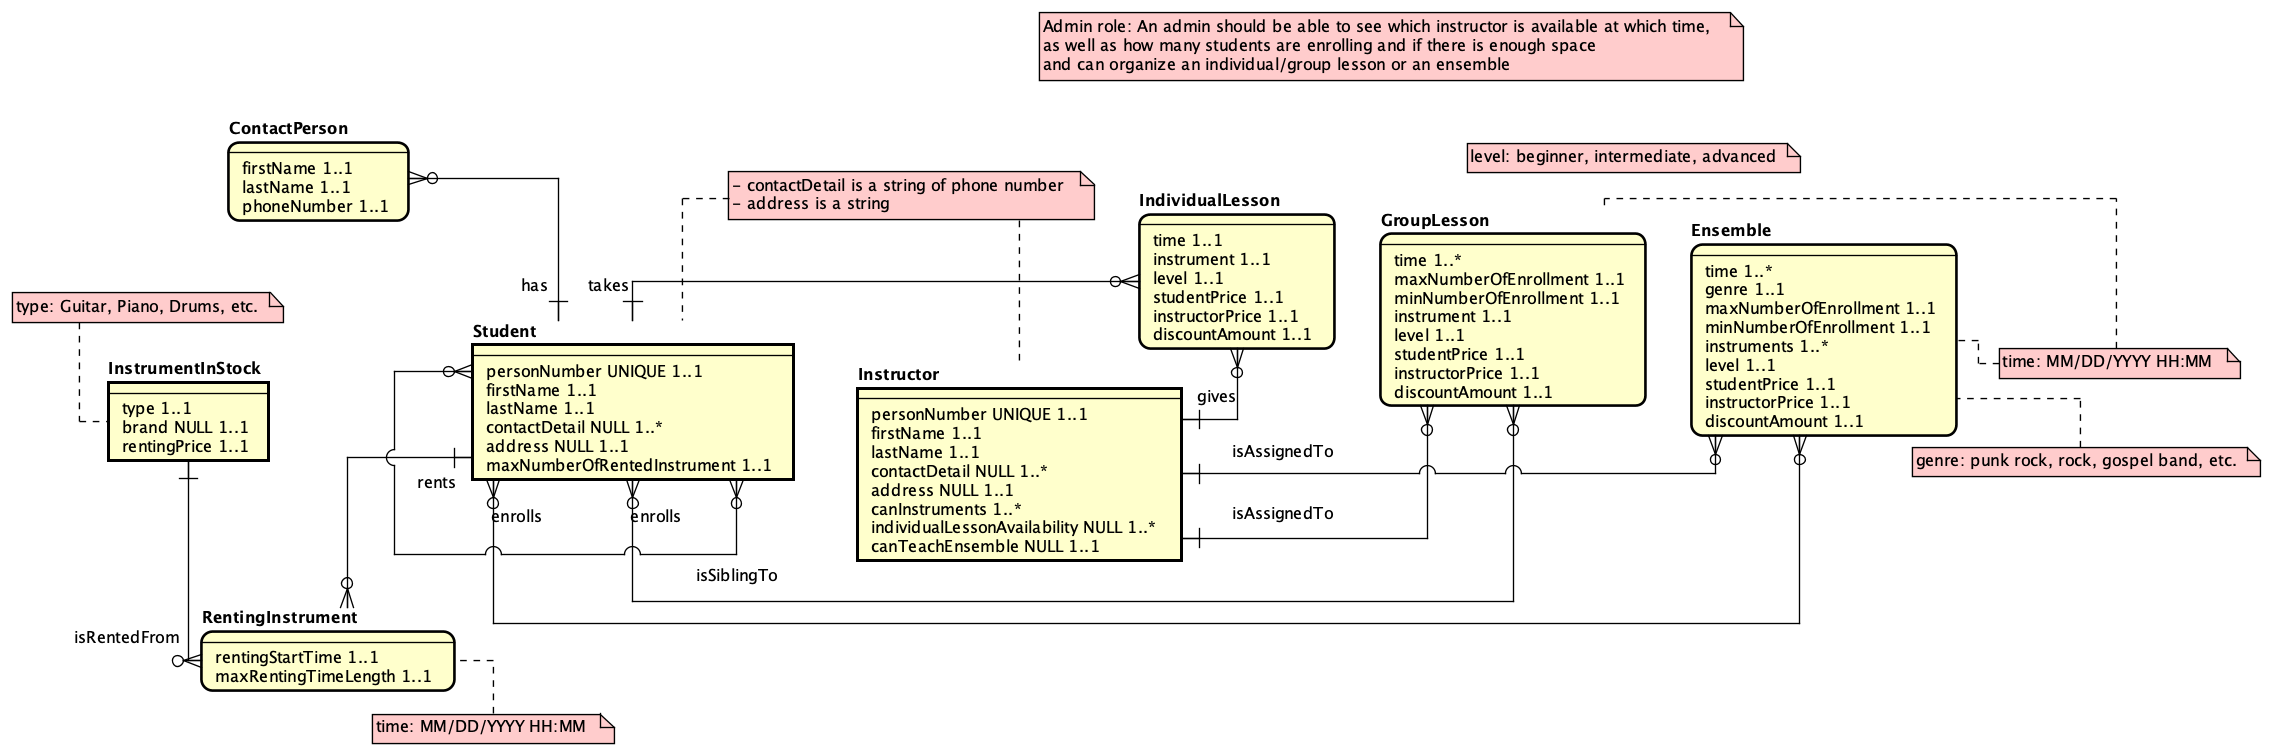 Admin role: An admin should be able to see which instructor is available at which time,
as well as how many students are enrolling and if there is enough space
and can organize an individual/group lesson or an ensemble
ContactPerson
firstName 1..1
lastName 1..1
phoneNumber 1..1
level: beginner, intermediate, advanced
- contactDetail is a string of phone number
- address is a string
IndividualLesson
time 1..1
instrument 1..1
level 1..1
studentPrice 1..1
instructorPrice 1..1
discountAmount 1..1
GroupLesson
time 1..*
maxNumberOfEnrollment 1..1
minNumberOfEnrollment 1..1
instrument 1..1
level 1..1
studentPrice 1..1
instructorPrice 1..1
discountAmount 1..1
Ensemble
time 1..*
genre 1..1
maxNumberOfEnrollment 1..1
minNumberOfEnrollment 1..1
instruments 1..*
level 1..1
studentPrice 1..1
instructorPrice 1..1
discountAmount 1..1
has
takes
type: Guitar, Piano, Drums, etc.
InstrumentInStock
type 1..1
brand NULL 1..1
rentingPrice 1..1
Student
personNumber UNIQUE 1..1
firstName 1..1
lastName 1..1
contactDetail NULL 1..*
address NULL 1..1
maxNumberOfRentedInstrument 1..1
Instructor
personNumber UNIQUE 1..1
firstName 1..1
lastName 1..1
contactDetail NULL 1..*
address NULL 1..1
canInstruments 1..*
individualLessonAvailability NULL 1..*
canTeachEnsemble NULL 1..1
time: MM/DD/YYYY HH:MM
gives
isAssignedTo
genre: punk rock, rock, gospel band, etc.
rents
enrolls
enrolls
isAssignedTo
isSiblingTo
RentingInstrument
rentingStartTime 1..1
maxRentingTimeLength 1..1
isRentedFrom
time: MM/DD/YYYY HH:MM